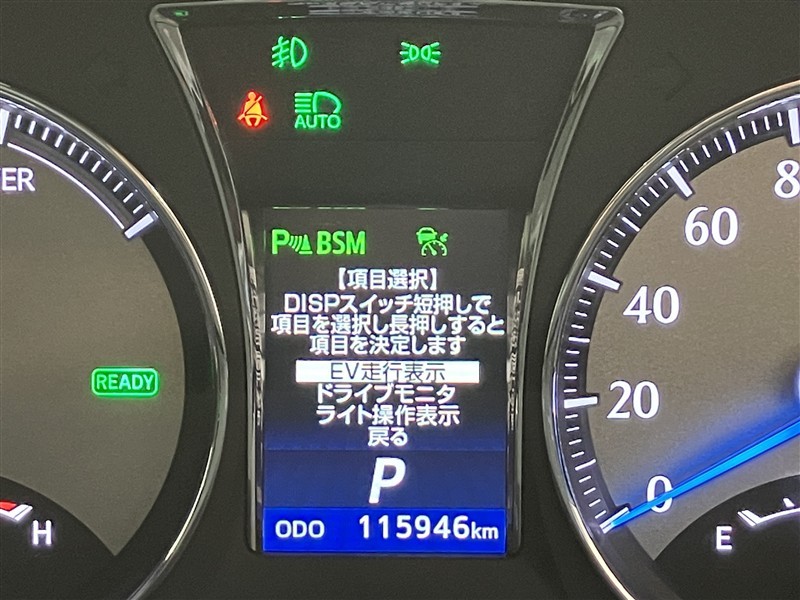 AUTO
ER
BSM
8
60
【項目選択】
DISPスイッチ短押しで
項目を選択し長押しすると
項目を決定します
40
EV走行表示
READY
ドライブモニタ
20
ライト操作表示
戻る
P
0
H
ODO 115946km
E